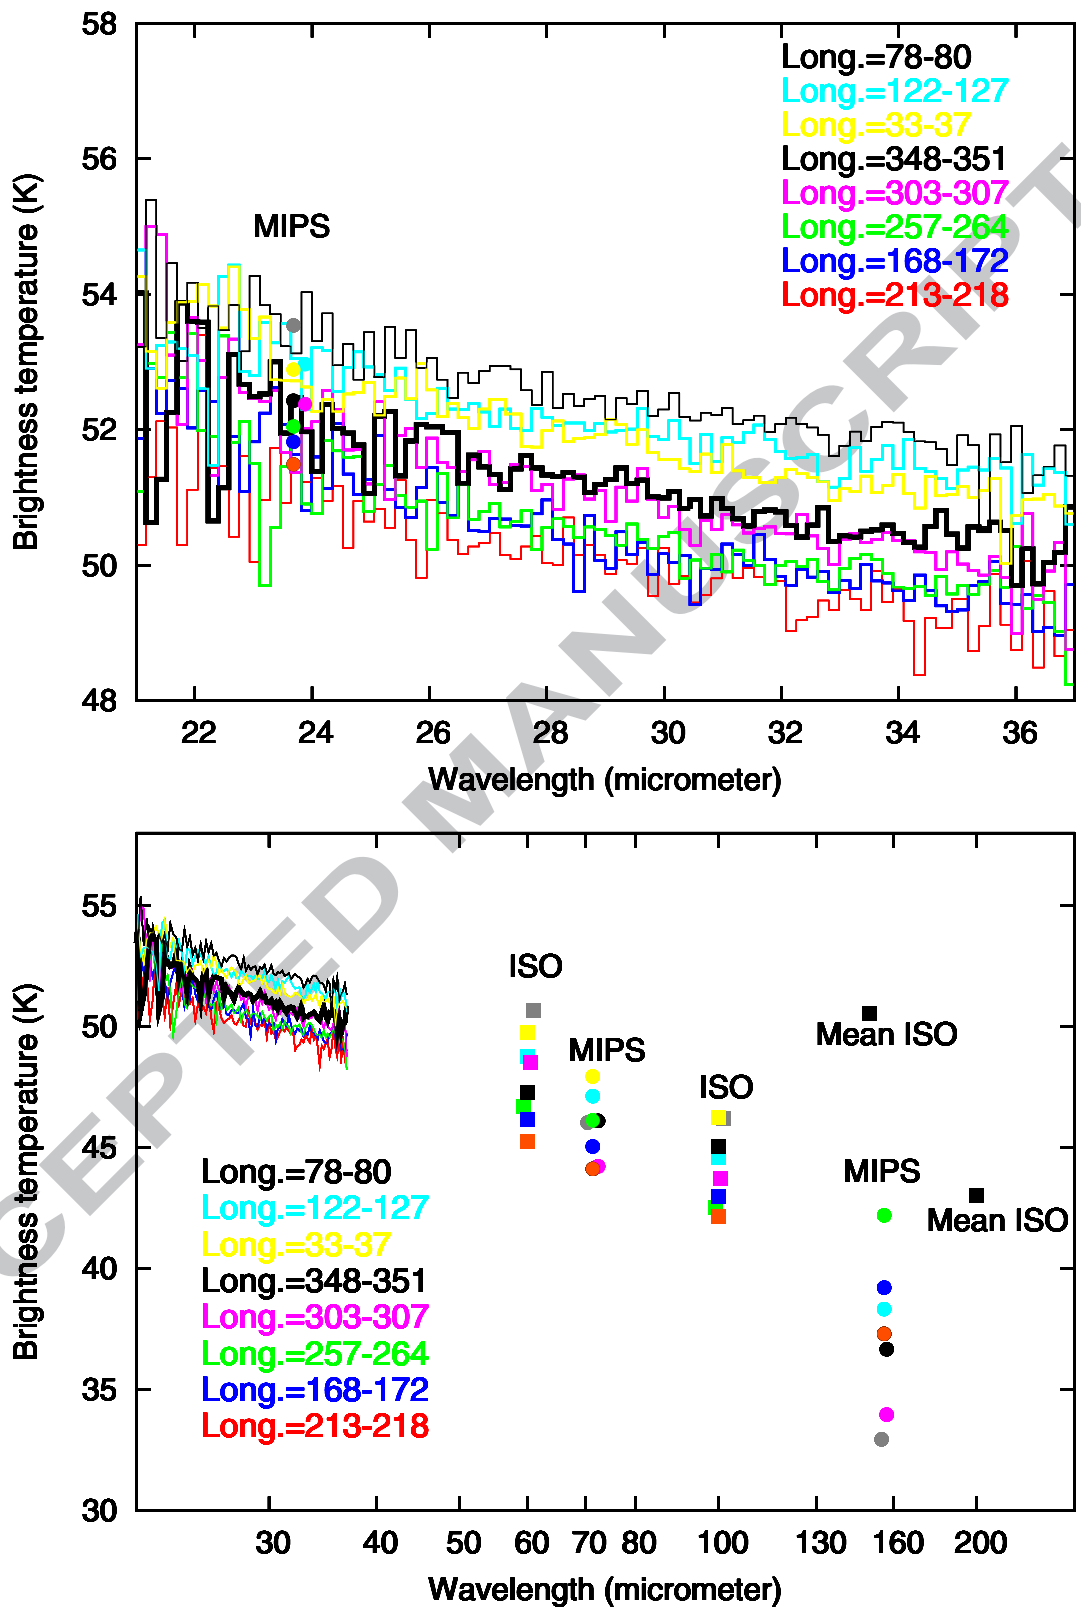 58
56
54
52
50
48
Brightness temperature (K)
MIPS
Long.=78-80
Long.=122-127
Long.=33-37
Long.=348-351
Long.=303-307
Long.=257-264
Long.=168-172
Long.=213-218
22 24 26 28 30 32 34 36
Wavelength (micrometer)
CEPTED MANUSCRIPT
55
50
45
40
35
30
Brightness temperature (K)
ISO
MIPS
ISO
Mean ISO
MIPS
Mean ISO
Long.=78-80
Long.=122-127
Long.=33-37
Long.=348-351
Long.=303-307
Long.=257-264
Long.=168-172
Long.=213-218
30 40 50 60 70 80 100 130 160 200
Wavelength (micrometer)